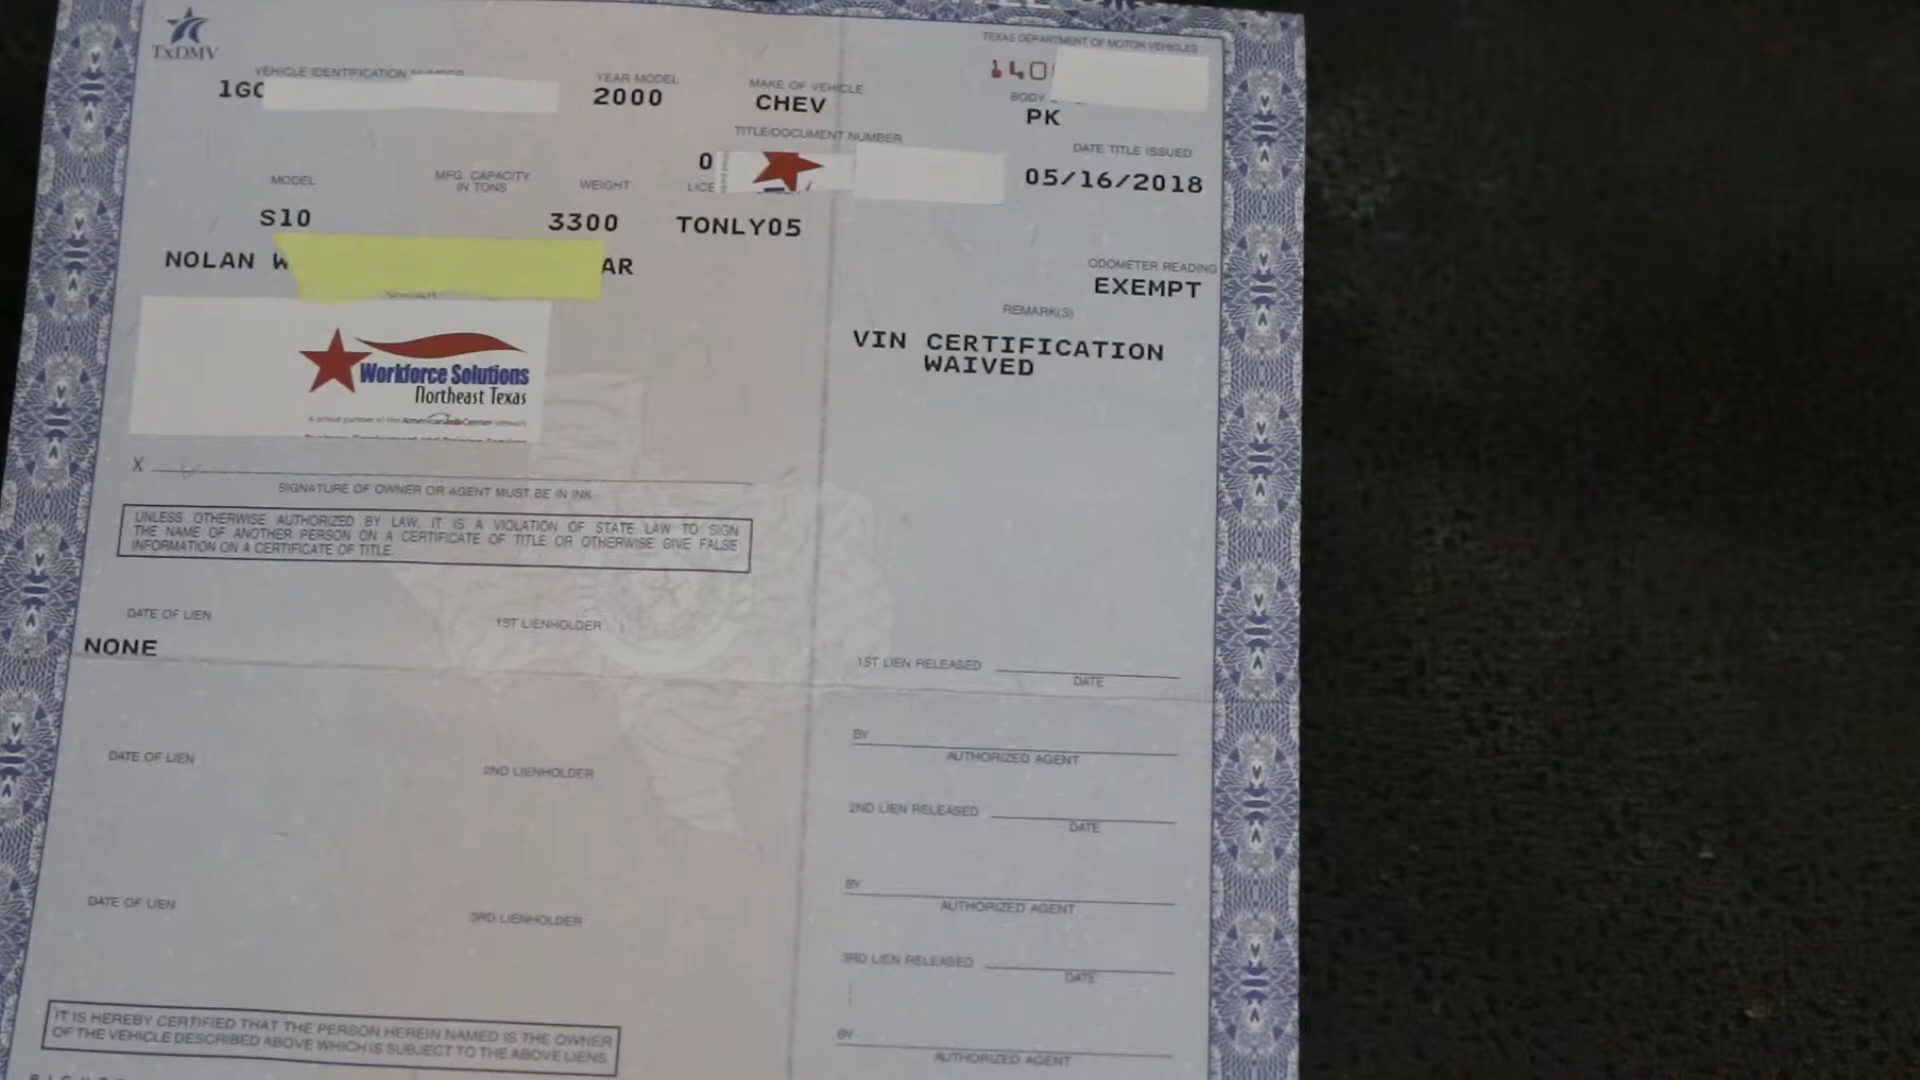 TxDMV
TEXAS DEPARTMENT OF MOTOR VEHICLES
VEHICLE IDENTIFICATION NUMBER
YEAR MODEL
MAKE OF VEHICLE
BODY
1GC
2000
CHEV
140
PK
TITLE/DOCUMENT NUMBER
DATE TITLE ISSUED
0
05/16/2018
MODEL
MFG. CAPACITY
IN TONS
WEIGHT
LICE
S10
3300
TONLY05
NOLAN W
AR
ODOMETER READING
EXEMPT
REMARK(S)
VIN CERTIFICATION
WAIVED
Workforce Solutions
Northeast Texas
A proud partner of the AmericanJobCenter network
X
SIGNATURE OF OWNER OR AGENT MUST BE IN INK
UNLESS OTHERWISE AUTHORIZED BY LAW, IT IS A VIOLATION OF STATE LAW TO SIGN
THE NAME OF ANOTHER PERSON ON A CERTIFICATE OF TITLE OR OTHERWISE GIVE FALSE
INFORMATION ON A CERTIFICATE OF TITLE.
DATE OF LIEN
1ST LIENHOLDER
NONE
1ST LIEN RELEASED
DATE
BY
AUTHORIZED AGENT
DATE OF LIEN
2ND LIENHOLDER
2ND LIEN RELEASED
DATE
BY
AUTHORIZED AGENT
DATE OF LIEN
3RD LIENHOLDER
3RD LIEN RELEASED
DATE
BY
AUTHORIZED AGENT
IT IS HEREBY CERTIFIED THAT THE PERSON HEREIN NAMED IS THE OWNER
OF THE VEHICLE DESCRIBED ABOVE WHICH IS SUBJECT TO THE ABOVE LIENS.